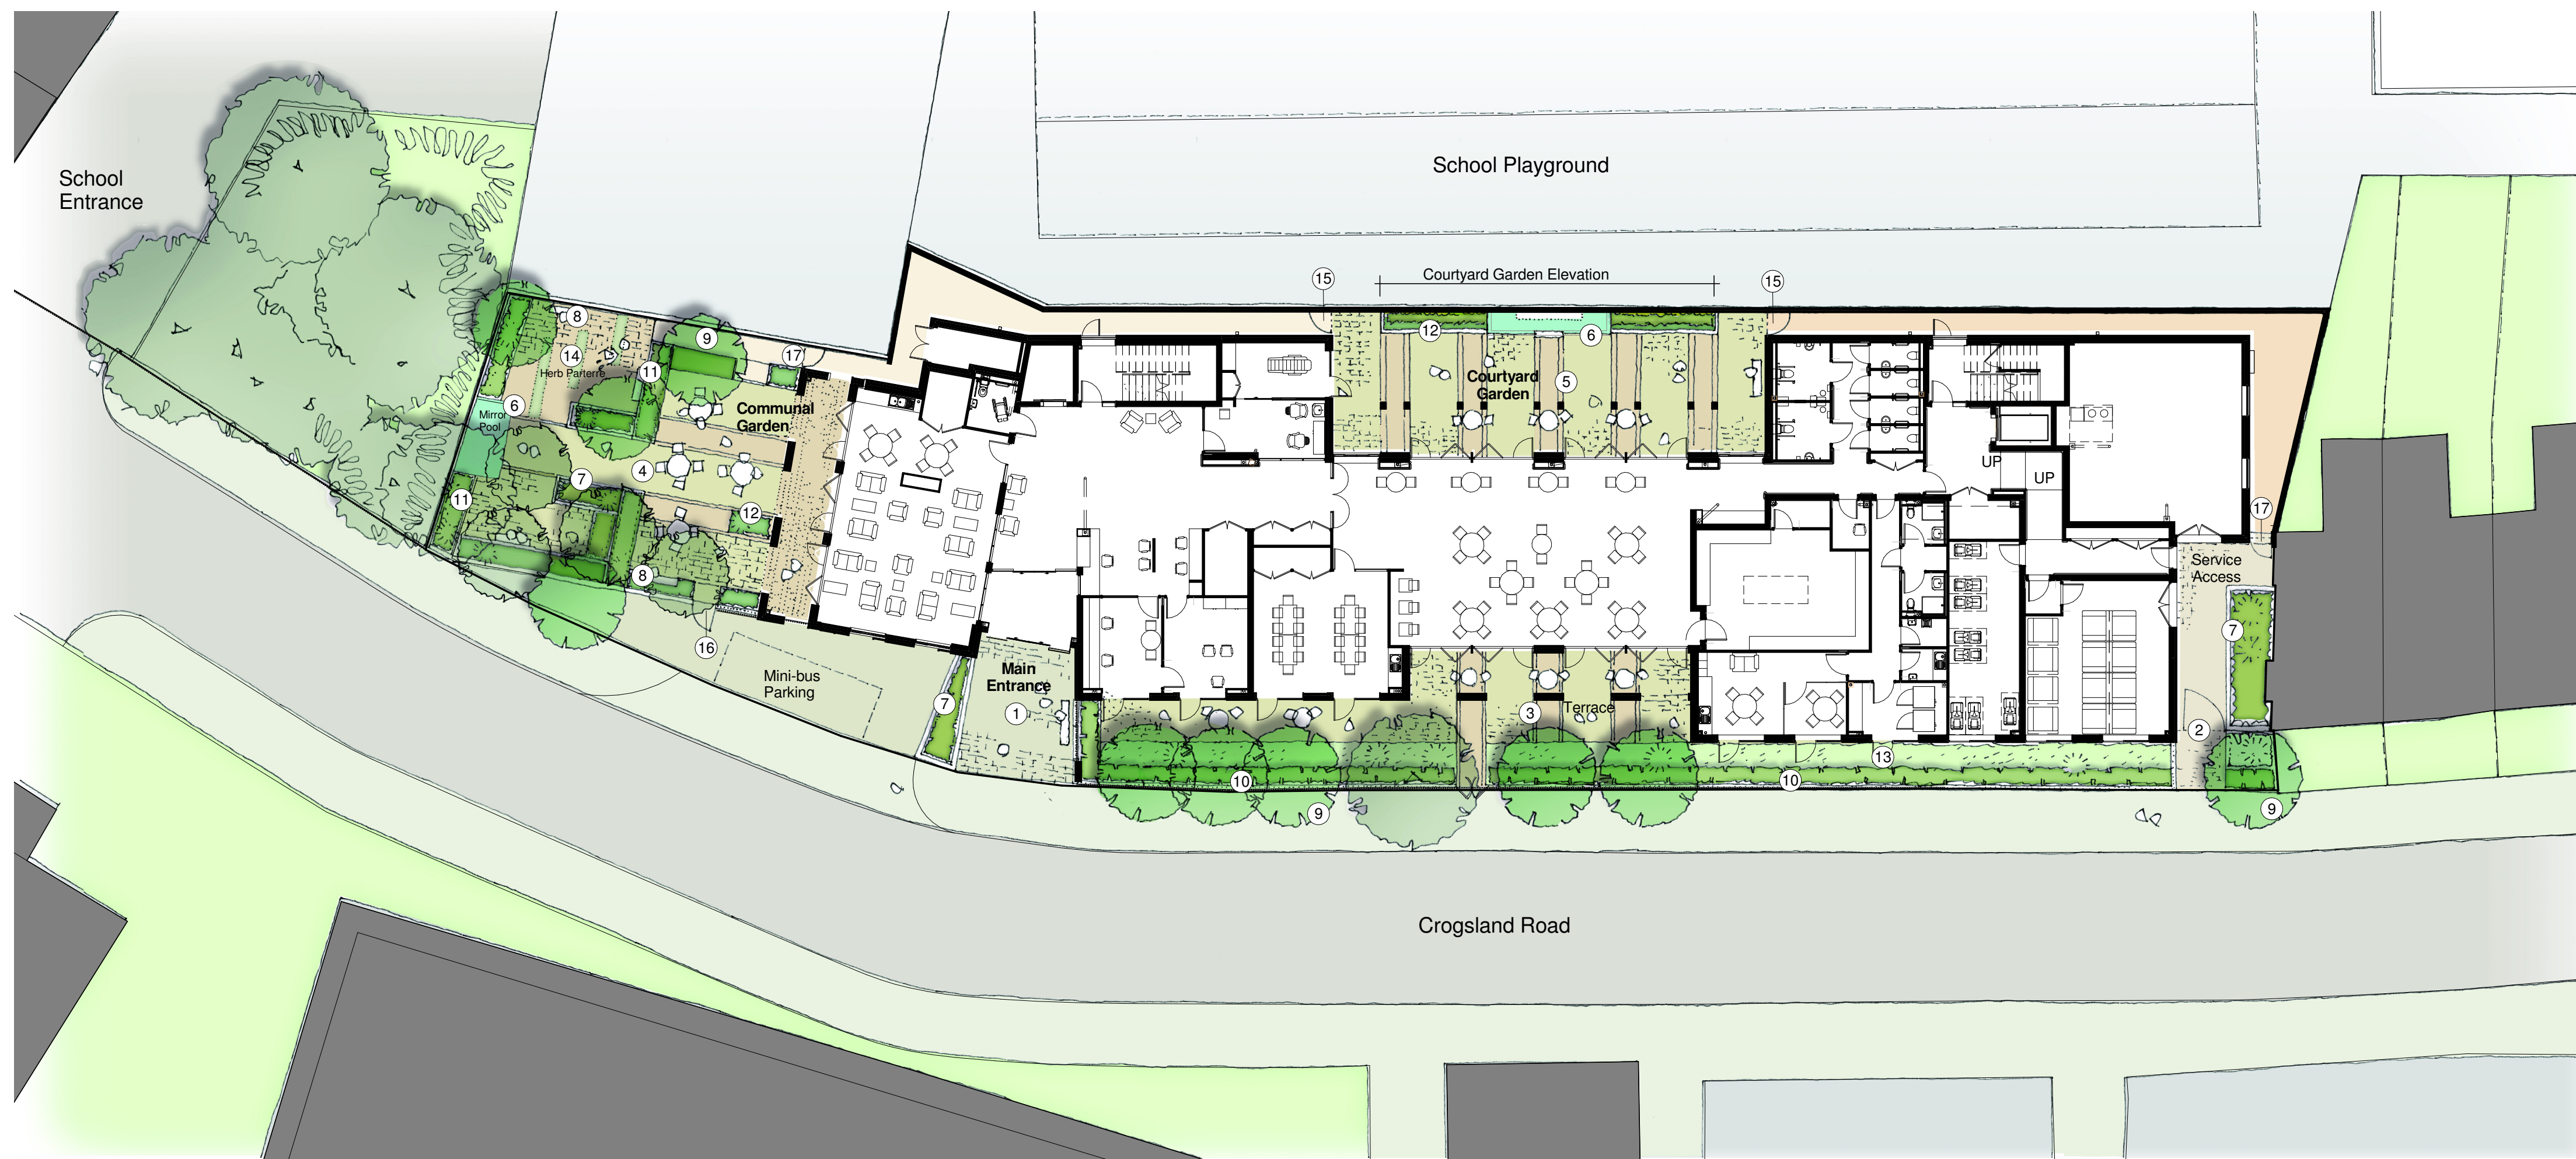 School
Entrance
School Playground
Courtyard Garden Elevation
15
15
8
9
12
6
14
17
Herb Parterre
11
5
Courtyard
Garden
6
Mirror
Pool
Communal
Garden
4
7
11
12
UP
UP
17
8
Service
Access
7
16
Mini-bus
Parking
Main
Entrance
7
1
3
Terrace
2
13
10
10
9
9
Crogsland Road